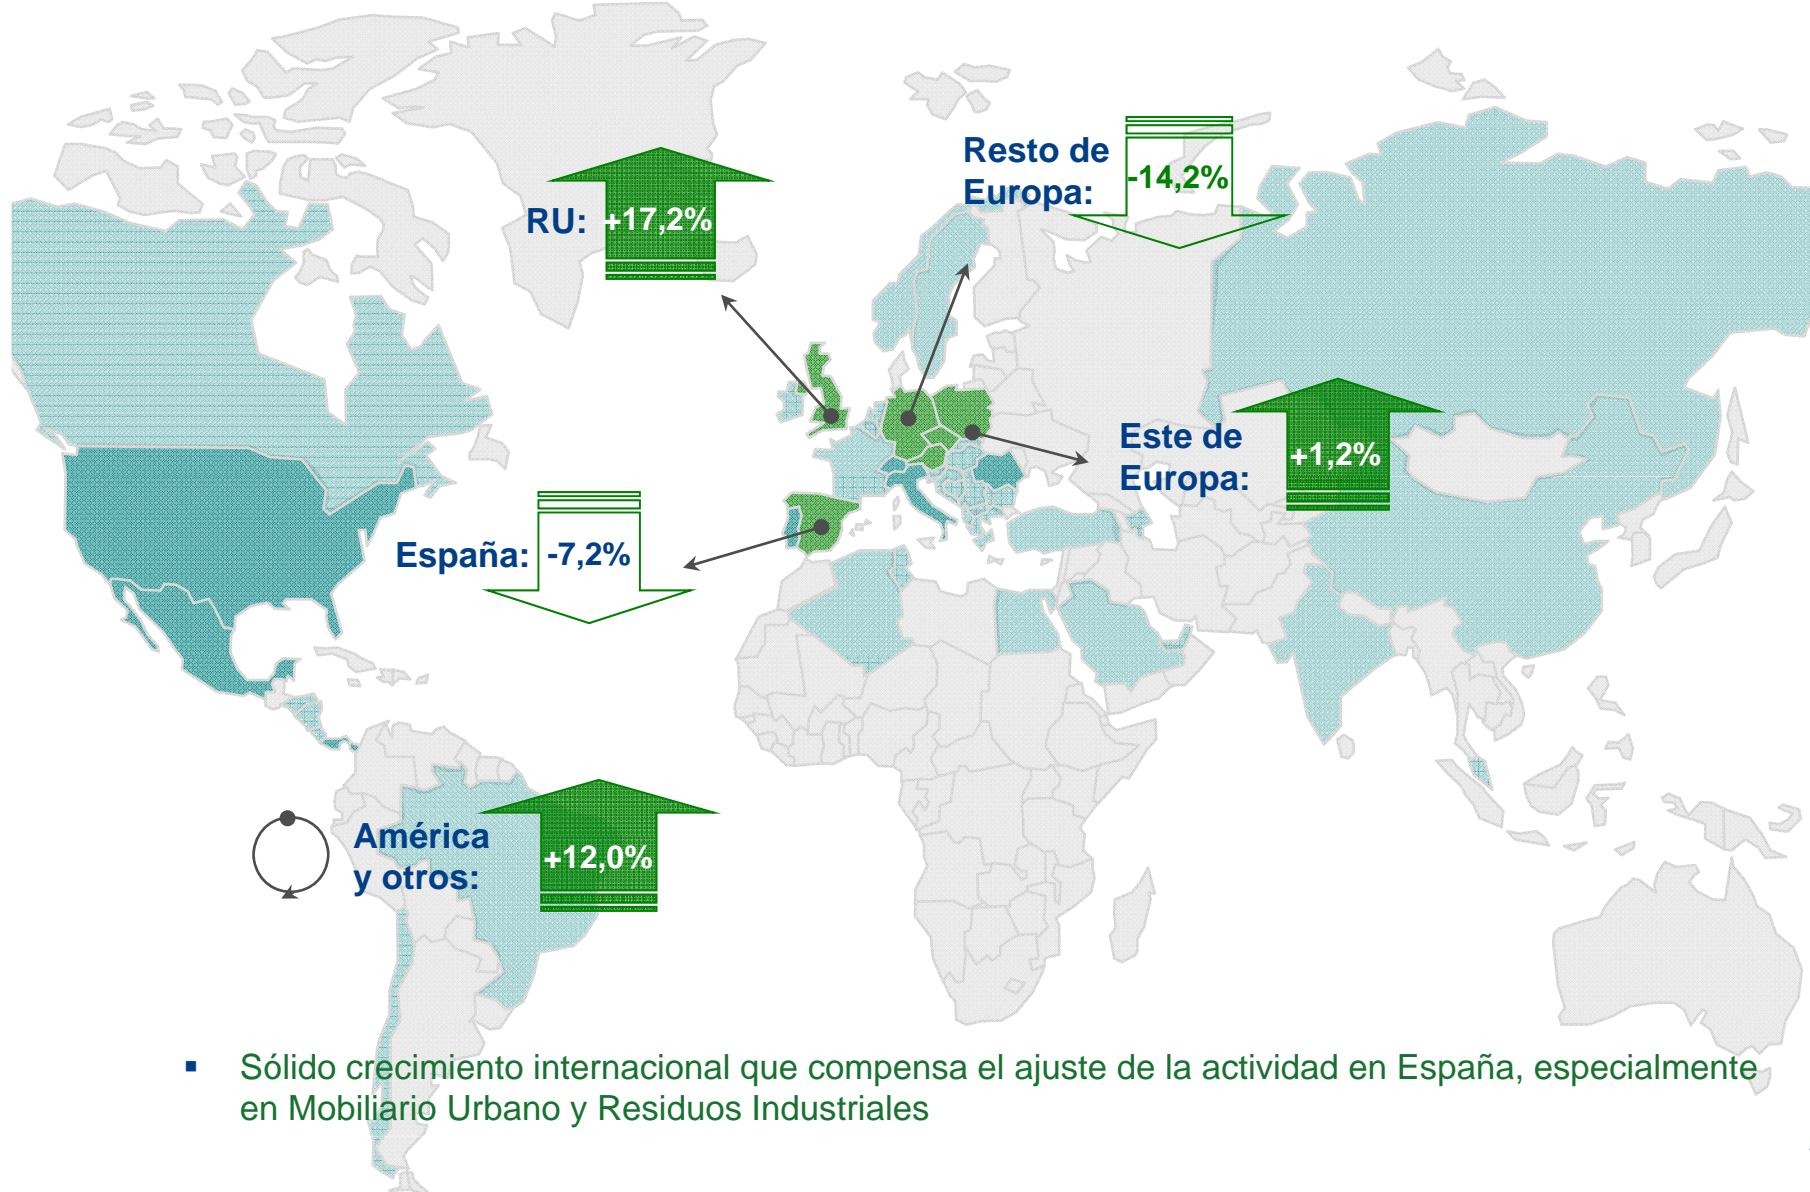 Resto de
Europa:
-14,2%
RU:
+17,2%
Este de
Europa:
+1,2%
España:
-7,2%
América
y otros:
+12,0%
▪ Sólido crecimiento internacional que compensa el ajuste de la actividad en España, especialmente
en Mobiliario Urbano y Residuos Industriales